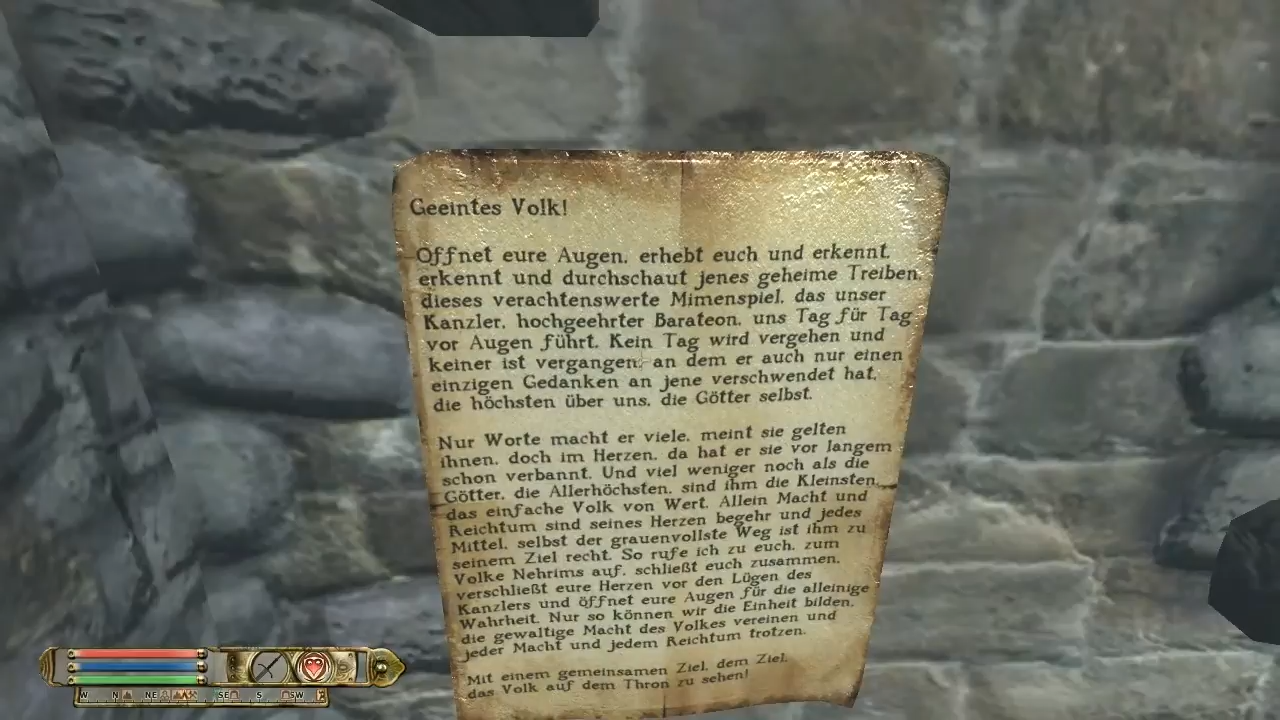 Geeintes Volk!
Offnet eure Augen, erhebt euch und erkennt,
erkennt und durchschaut jenes geheime Treiben,
dieses verachtenswerte Mimenspiel, das unser
Kanzler, hochgeehrter Barateon, uns Tag für Tag
vor Augen führt. Kein Tag wird vergehen und
keiner ist vergangen, an dem er auch nur einen
einzigen Gedanken an jene verschwendet hat,
die höchsten über uns, die Götter selbst.
Nur Worte macht er viele, meint sie gelten
ihnen, doch im Herzen, da hat er sie vor langem
schon verbannt. Und viel weniger noch als die
Götter, die Allerhöchsten, sind ihm die Kleinsten,
das einfache Volk von Wert. Allein Macht und
Reichtum sind seines Herzen begehr und jedes
Mittel, selbst der grauenvollste Weg ist ihm zu
seinem Ziel recht. So rufe ich zu euch, zum
Volke Nehrims auf, schließt euch zusammen,
verschließt eure Herzen vor den Lügen des
Kanzlers und öffnet eure Augen für die alleinige
Wahrheit. Nur so können wir die Einheit bilden,
die gewaltige Macht des Volkes vereinen und
jeder Macht und jedem Reichtum trotzen.
Mit einem gemeinsamen Ziel, dem Ziel,
das Volk auf dem Thron zu sehen!
W N NE SE S SW